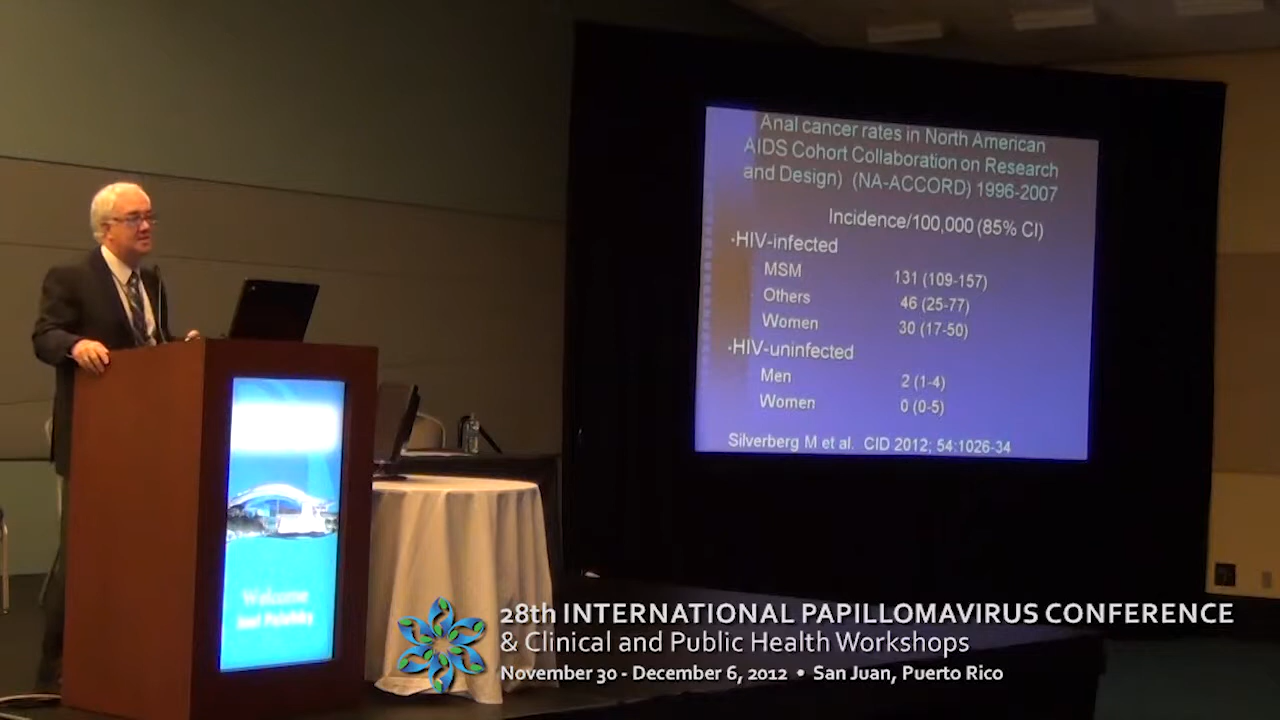 Anal cancer rates in North American
AIDS Cohort Collaboration on Research
and Design) (NA-ACCORD) 1996-2007
Incidence/100,000 (85% CI)
•HIV-infected
MSM 131 (109-157)
Others 46 (25-77)
Women 30 (17-50)
•HIV-uninfected
Men 2 (1-4)
Women 0 (0-5)
Silverberg M et al. CID 2012; 54:1026-34
Welcome
28th INTERNATIONAL PAPILLOMAVIRUS CONFERENCE
& Clinical and Public Health Workshops
November 30 - December 6, 2012 • San Juan, Puerto Rico